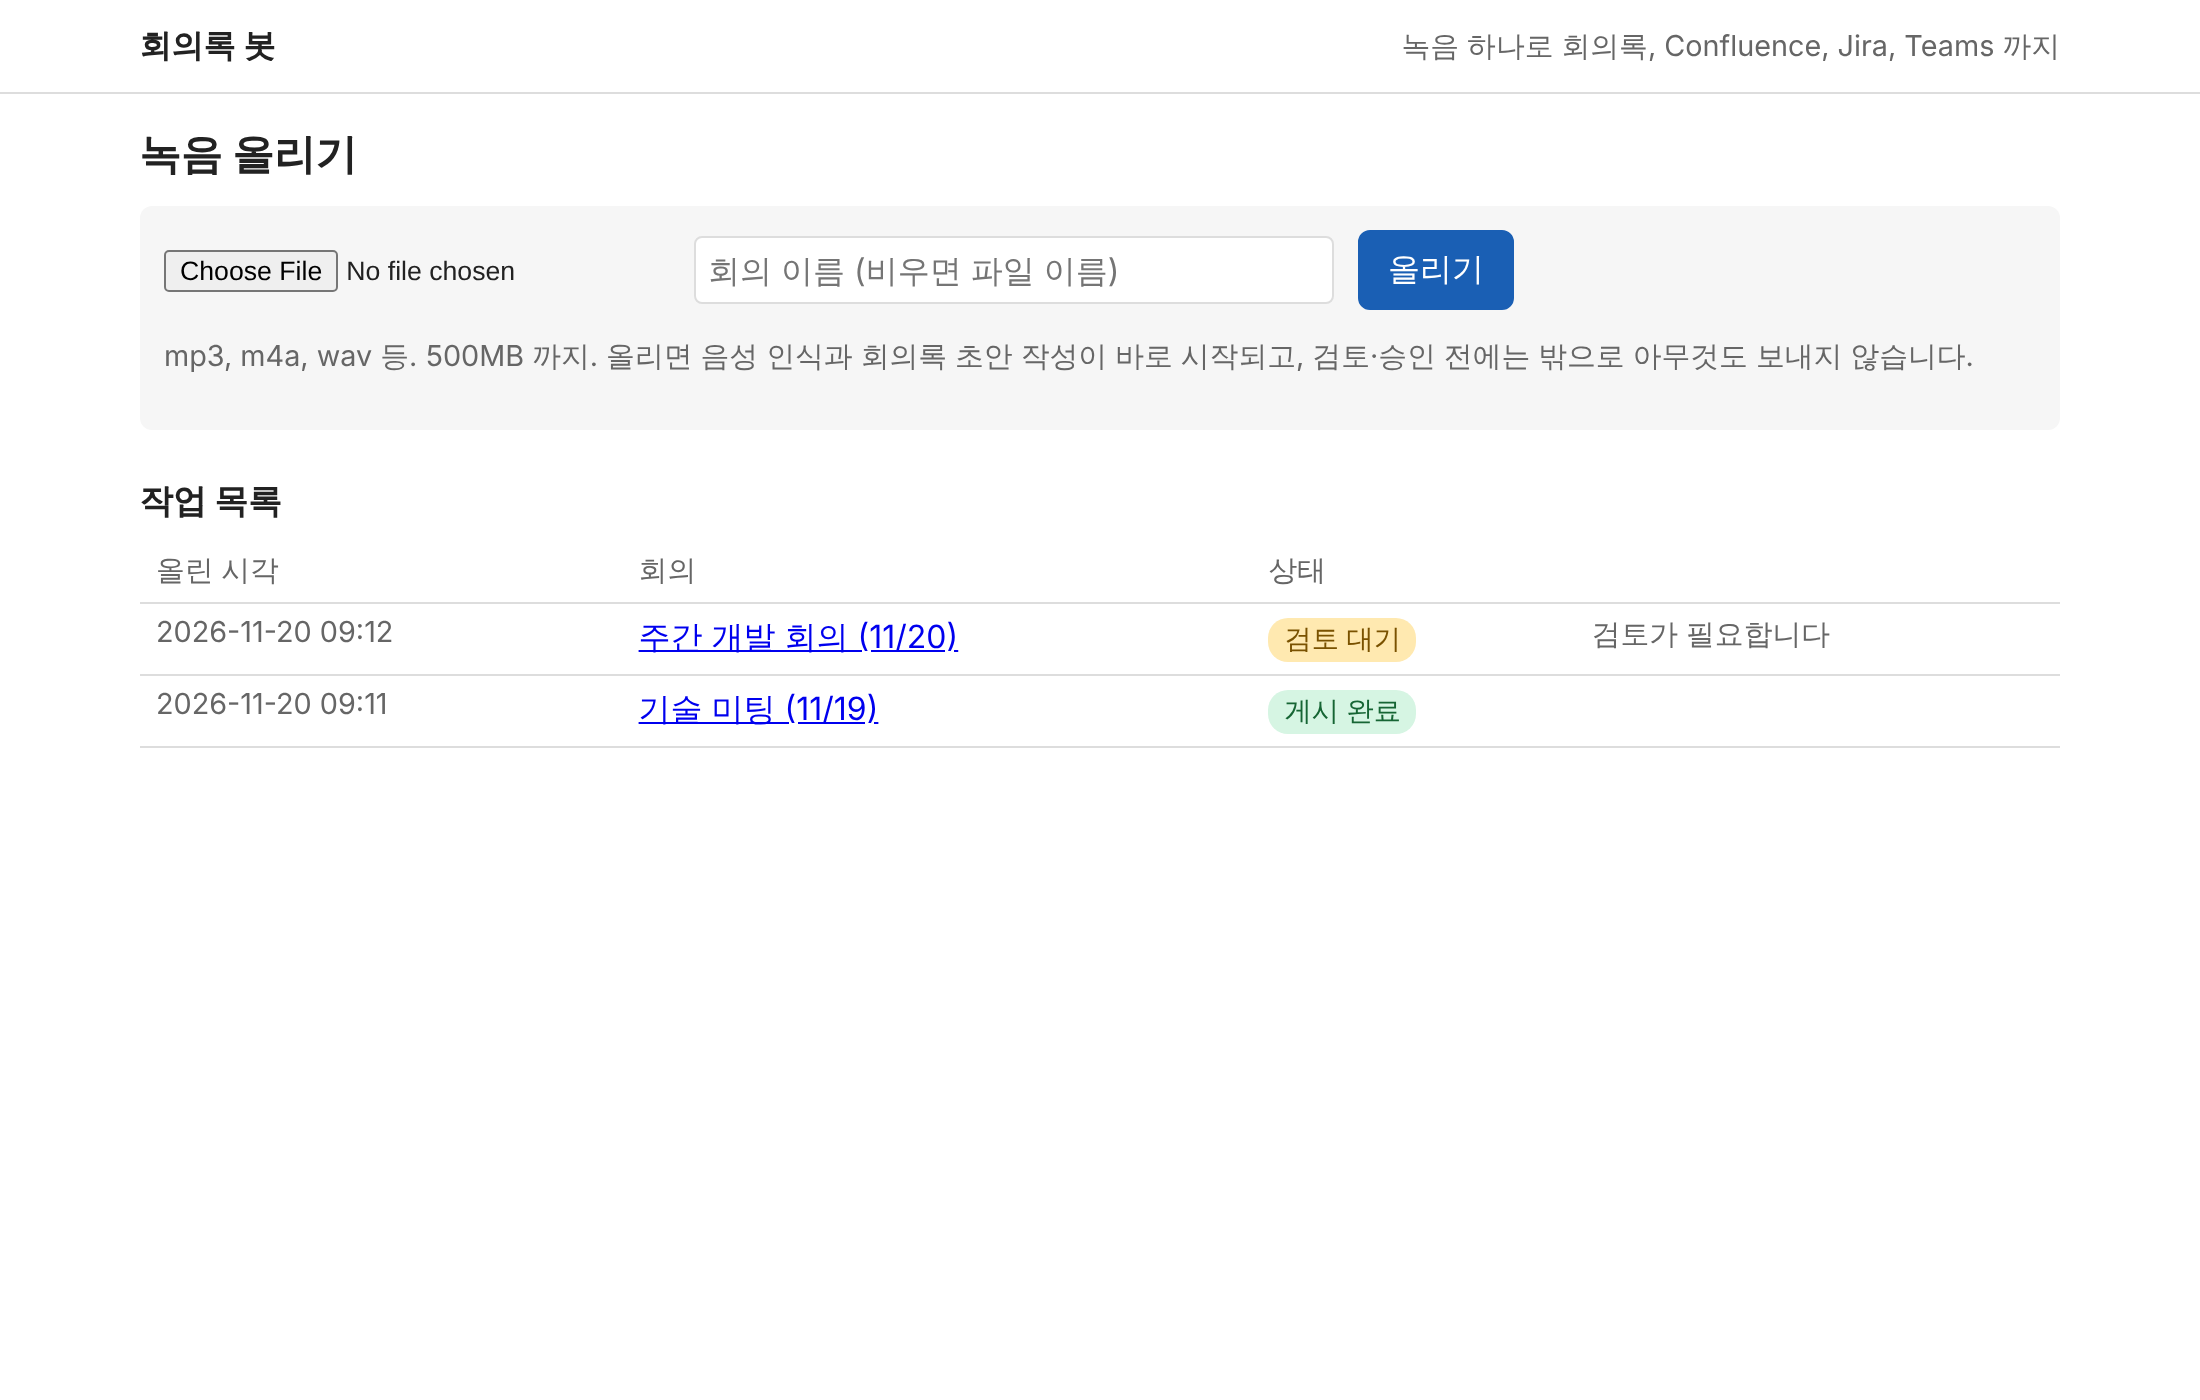 회의록 봇
녹음 하나로 회의록, Confluence, Jira, Teams 까지
녹음 올리기
Choose File No file chosen
회의 이름 (비우면 파일 이름)
올리기
mp3, m4a, wav 등. 500MB 까지. 올리면 음성 인식과 회의록 초안 작성이 바로 시작되고, 검토·승인 전에는 밖으로 아무것도 보내지 않습니다.
작업 목록
올린 시각 회의 상태
2026-11-20 09:12 주간 개발 회의 (11/20) 검토 대기 검토가 필요합니다
2026-11-20 09:11 기술 미팅 (11/19) 게시 완료